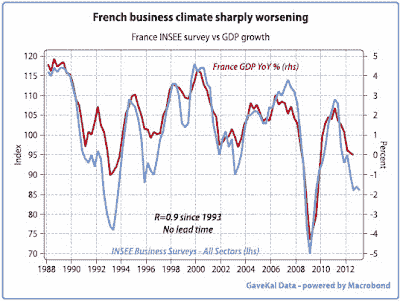 French business climate sharply worsening
France INSEE survey vs GDP growth
France GDP YoY % (rhs)
120
115
110
105
100
95
90
85
80
75
70
Index
5
4
3
2
1
0
-1
-2
-3
-4
-5
Percent
R=0.9 since 1993
No lead time
INSEE Business Surveys - All Sectors (lhs)
1988 1990 1992 1994 1996 1998 2000 2002 2004 2006 2008 2010 2012
GaveKal Data - powered by Macrobond